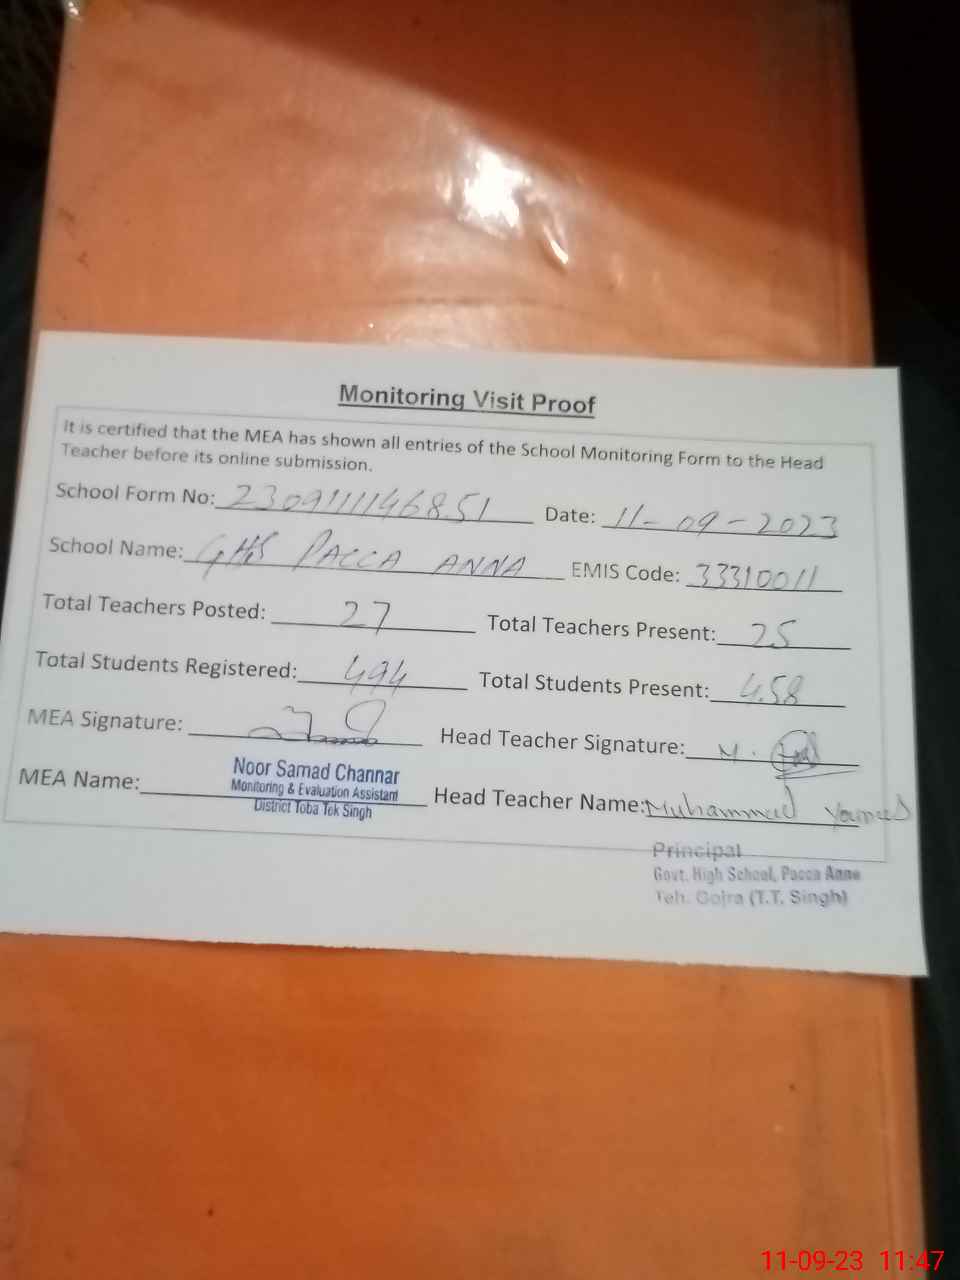 Monitoring Visit Proof
It is certified that the MEA has shown all entries of the School Monitoring Form to the Head
Teacher before its online submission.
School Form No: 230911146851 Date: 11-09-2023
School Name: GHS PACCA ANNA EMIS Code: 33310011
Total Teachers Posted: 27 Total Teachers Present: 25
Total Students Registered: 494 Total Students Present: 458
MEA Signature: Head Teacher Signature:
MEA Name: Noor Samad Channar Head Teacher Name: Muhammad
Monitoring & Evaluation Assistant
District Toba Tek Singh
Principal
Govt. High School, Pacca Anna
Teh. Gojra (T.T. Singh)
11-09-23 11:47